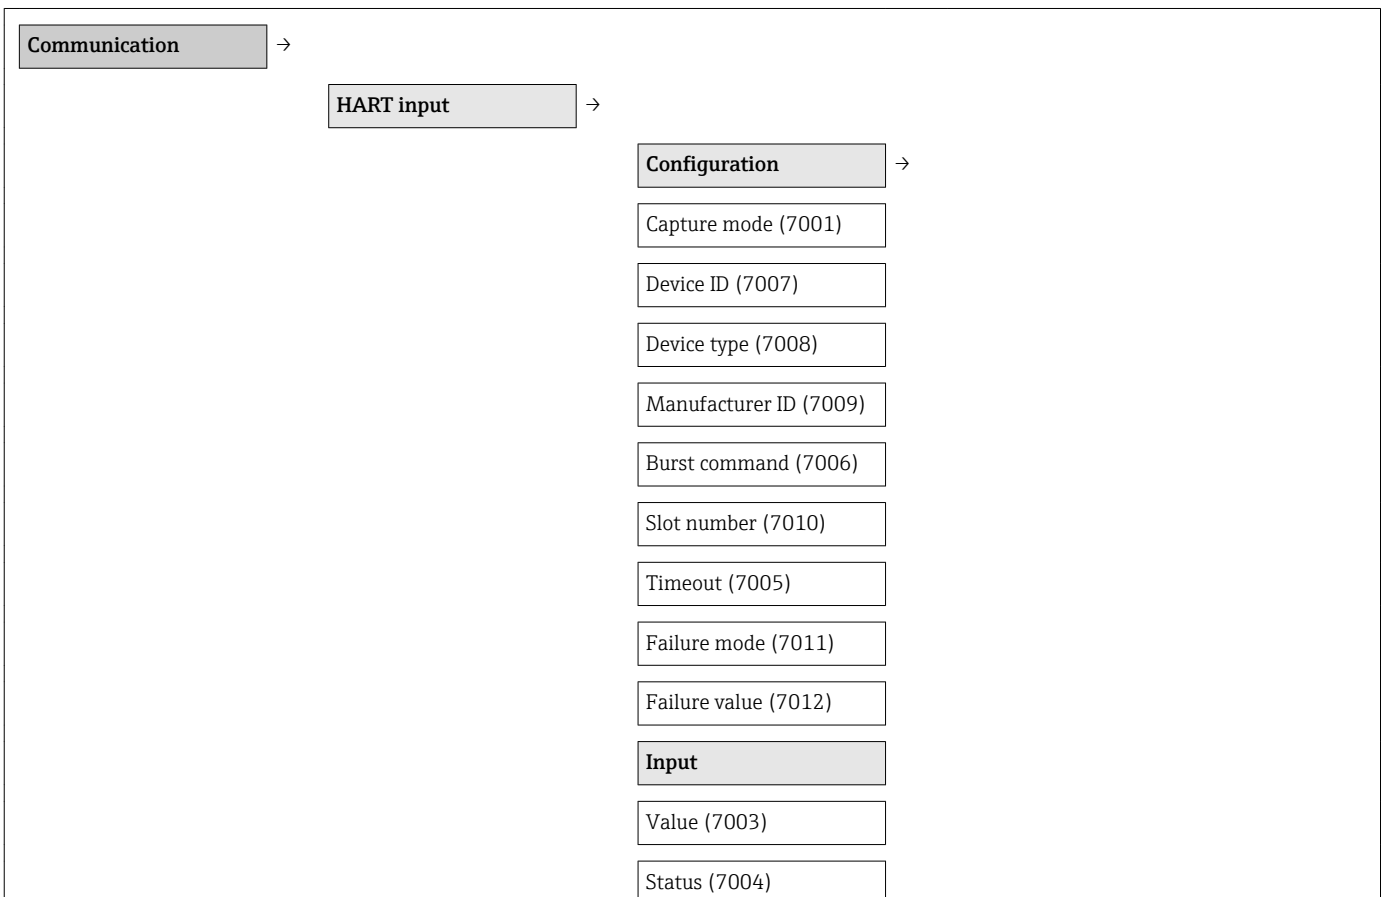 Communication →
HART input →
Configuration →
Capture mode (7001)
Device ID (7007)
Device type (7008)
Manufacturer ID (7009)
Burst command (7006)
Slot number (7010)
Timeout (7005)
Failure mode (7011)
Failure value (7012)
Input
Value (7003)
Status (7004)